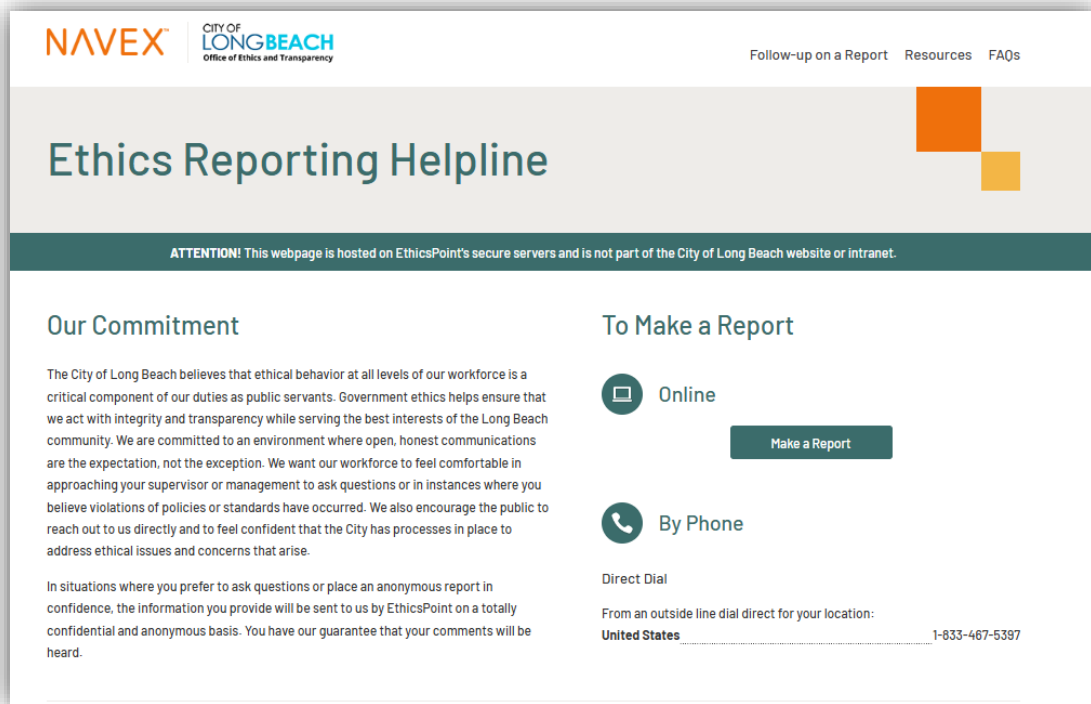 NAVEX™
CITY OF
LONG BEACH
Office of Ethics and Transparency
Follow-up on a Report Resources FAQs
Ethics Reporting Helpline
ATTENTION! This webpage is hosted on EthicsPoint's secure servers and is not part of the City of Long Beach website or intranet.
Our Commitment
The City of Long Beach believes that ethical behavior at all levels of our workforce is a
critical component of our duties as public servants. Government ethics helps ensure that
we act with integrity and transparency while serving the best interests of the Long Beach
community. We are committed to an environment where open, honest communications
are the expectation, not the exception. We want our workforce to feel comfortable in
approaching your supervisor or management to ask questions or in instances where you
believe violations of policies or standards have occurred. We also encourage the public to
reach out to us directly and to feel confident that the City has processes in place to
address ethical issues and concerns that arise.
In situations where you prefer to ask questions or place an anonymous report in
confidence, the information you provide will be sent to us by EthicsPoint on a totally
confidential and anonymous basis. You have our guarantee that your comments will be
heard.
To Make a Report
Online
Make a Report
By Phone
Direct Dial
From an outside line dial direct for your location:
United States 1-833-467-5397